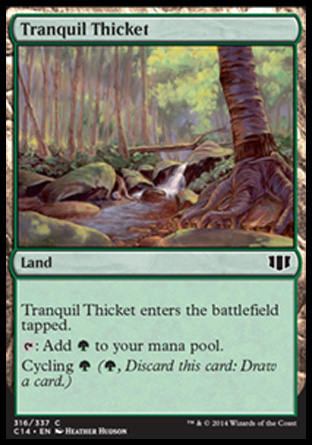 Tranquil Thicket
Land
Tranquil Thicket enters the battlefield
tapped.
: Add to your mana pool.
Cycling ( , Discard this card: Draw
a card.)
316/337 C
C14 • EN Heather Hudson
™ & © 2014 Wizards of the Coast